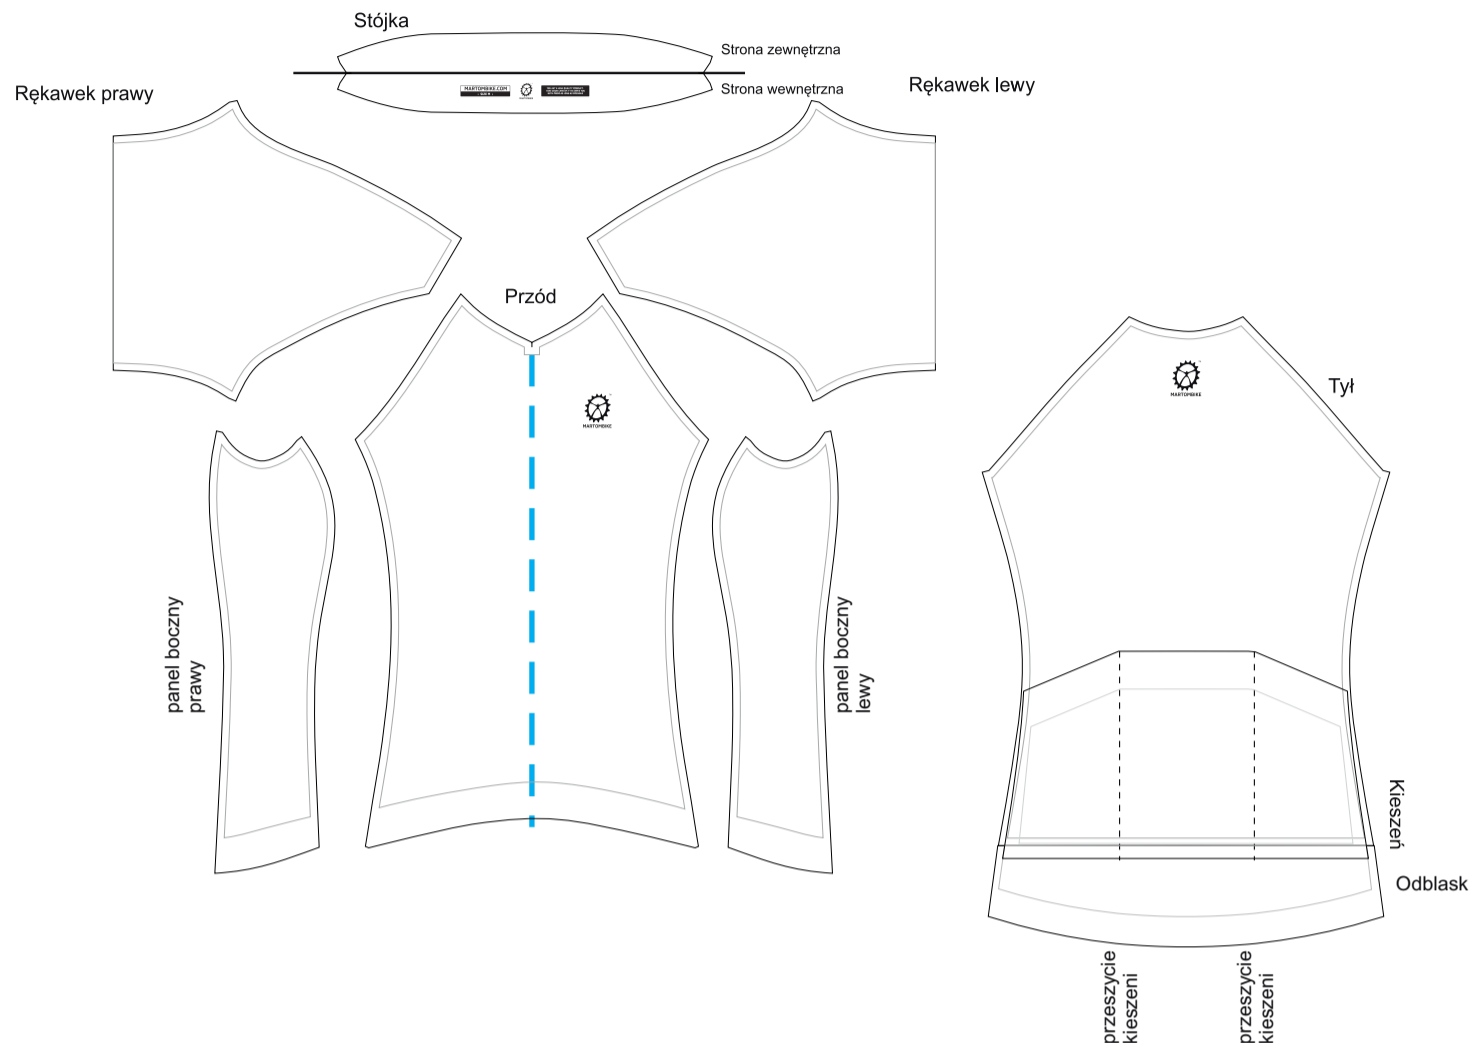 Stójka
Strona zewnętrzna
Strona wewnętrzna
MARTOMBIKE.COM
MARTOMBIKE
Rękawek prawy
Rękawek lewy
Przód
MARTOMBIKE
MARTOMBIKE
Tył
panel boczny
prawy
panel boczny
lewy
Kieszeń
Odblask
przeszycie
kieszeni
przeszycie
kieszeni